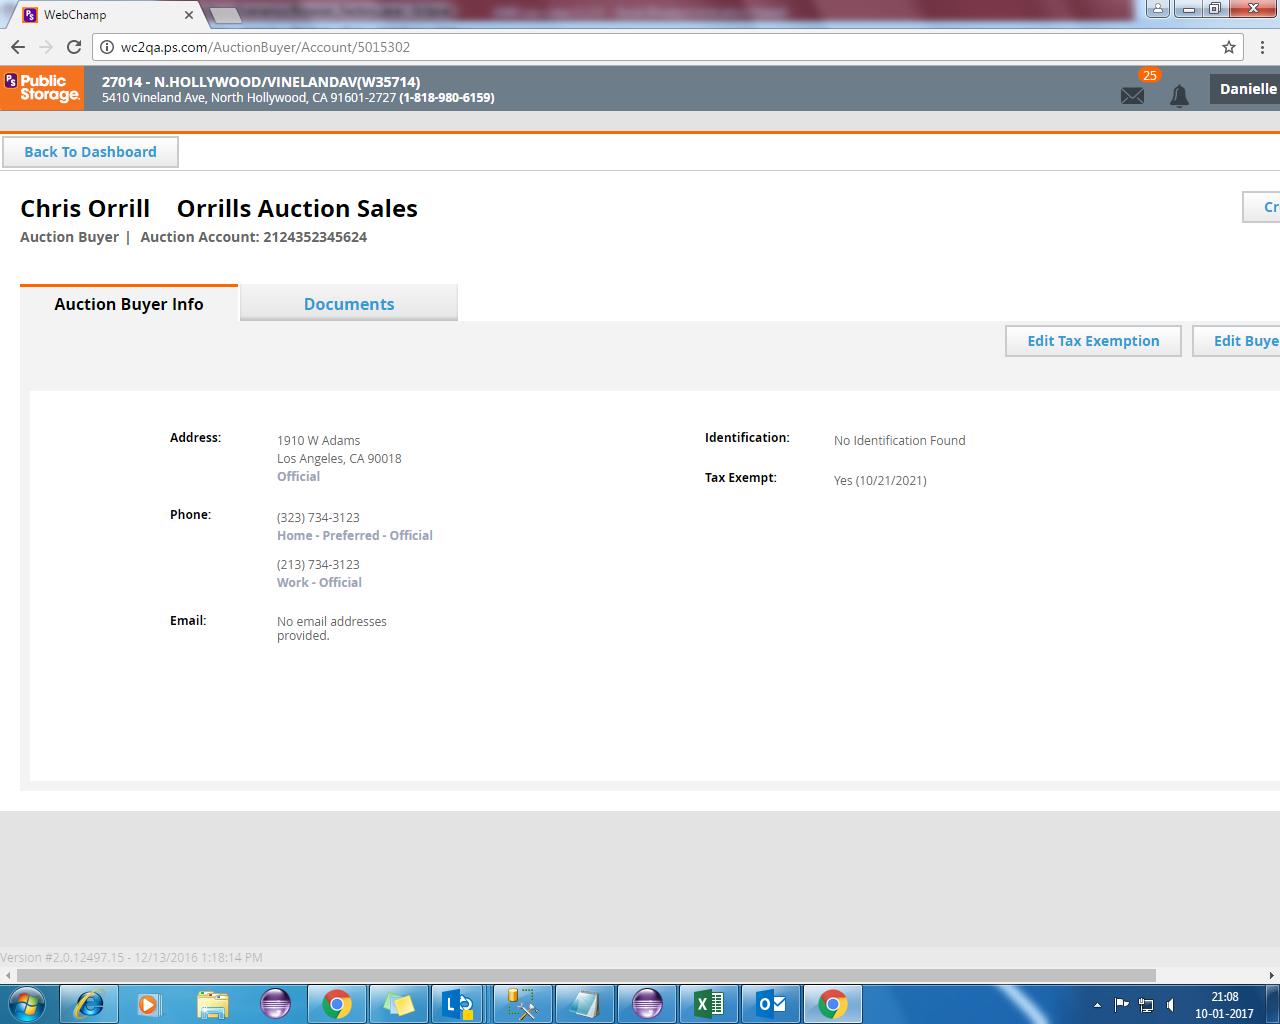 WebChamp
wc2qa.ps.com/AuctionBuyer/Account/5015302
PS Public Storage.
27014 - N.HOLLYWOOD/VINELANDAV(W35714)
5410 Vineland Ave, North Hollywood, CA 91601-2727 (1-818-980-6159)
25
Danielle
Back To Dashboard
Chris Orrill Orrills Auction Sales
Cr
Auction Buyer | Auction Account: 2124352345624
Auction Buyer Info
Documents
Edit Tax Exemption
Edit Buye
Address:
1910 W Adams
Los Angeles, CA 90018
Official
Phone:
(323) 734-3123
Home - Preferred - Official
(213) 734-3123
Work - Official
Email:
No email addresses
provided.
Identification:
No Identification Found
Tax Exempt:
Yes (10/21/2021)
Version #2.0.12497.15 - 12/13/2016 1:18:14 PM
21:08
10-01-2017